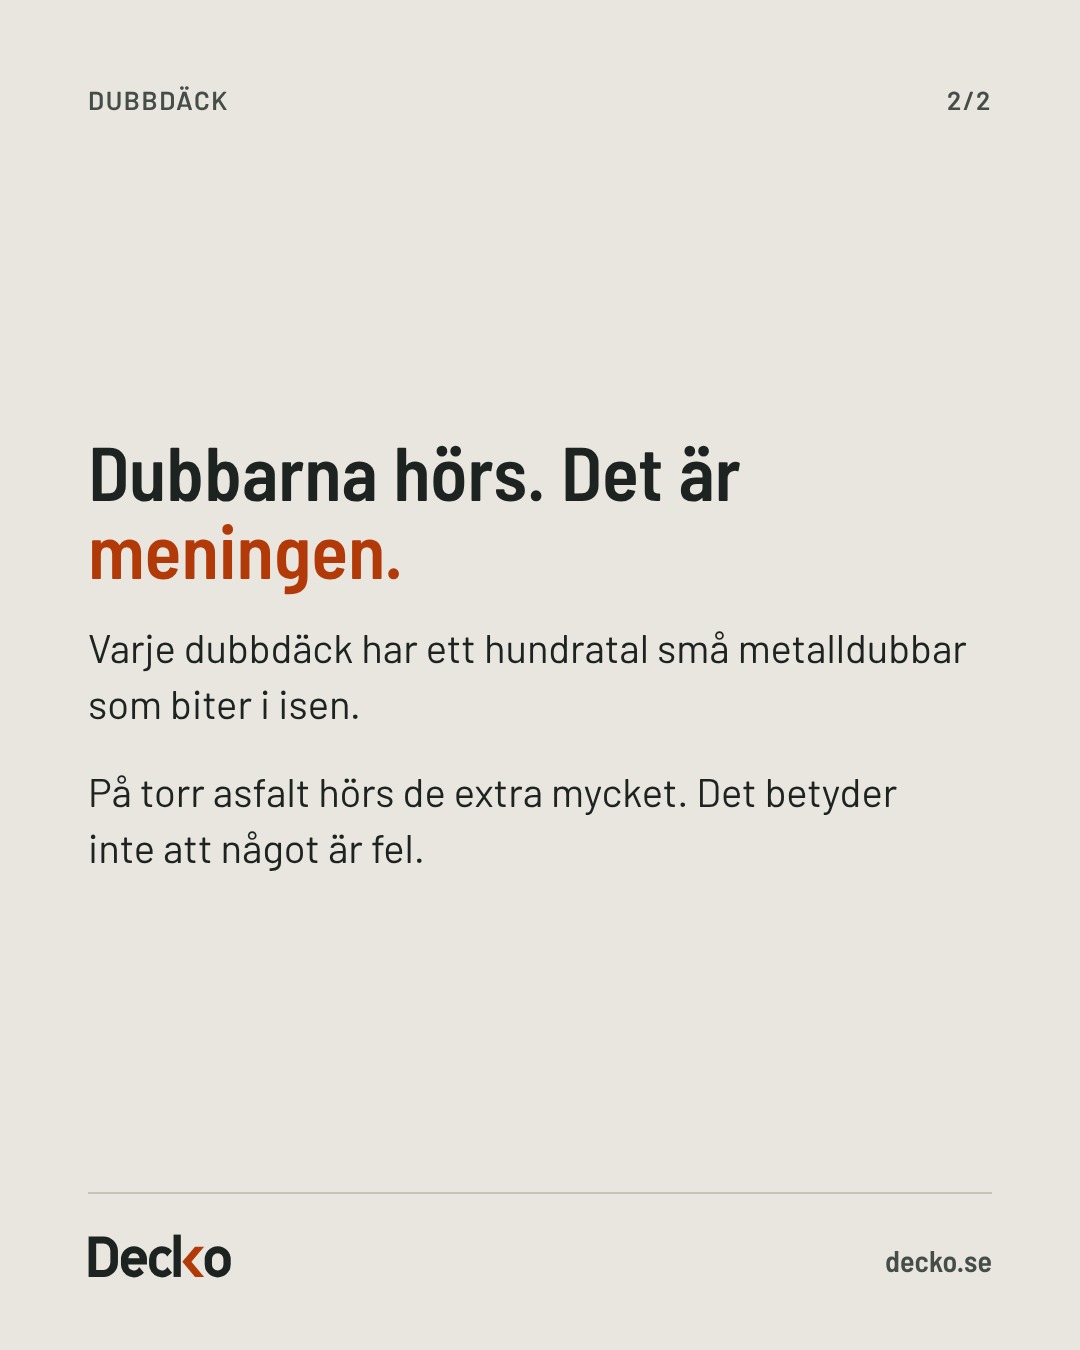 DUBBDÄCK
2/2
Dubbarna hörs. Det är
meningen.
Varje dubbdäck har ett hundratal små metalldubbar
som biter i isen.
På torr asfalt hörs de extra mycket. Det betyder
inte att något är fel.
Decko
decko.se